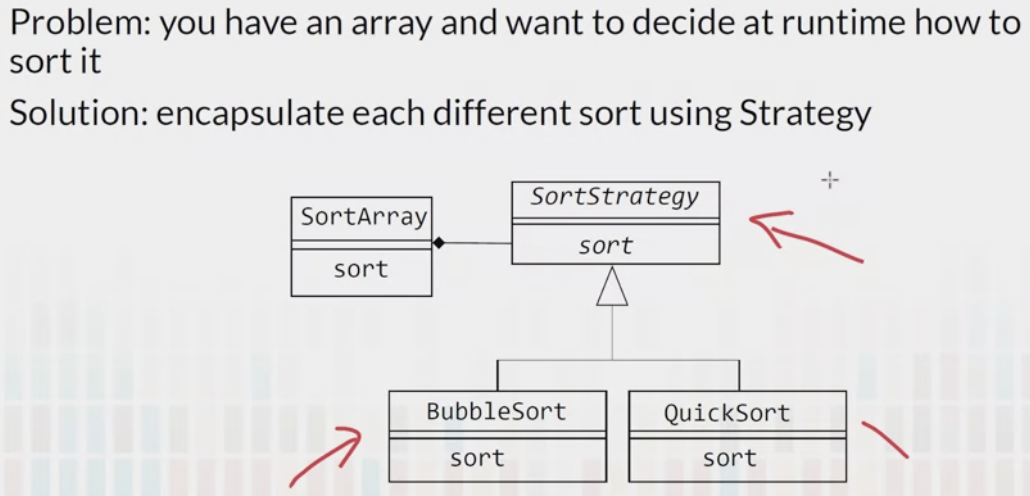 Problem: you have an array and want to decide at runtime how to
sort it
Solution: encapsulate each different sort using Strategy
SortArray
sort
SortStrategy
sort
BubbleSort
sort
QuickSort
sort